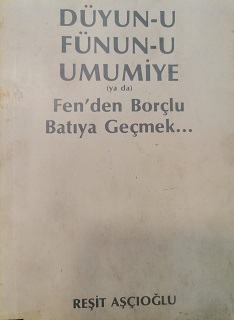 DÜYUN-U
FÜNUN-U
UMUMİYE
(ya da)
Fen'den Borçlu
Batıya Geçmek...
REŞİT AŞÇIOĞLU